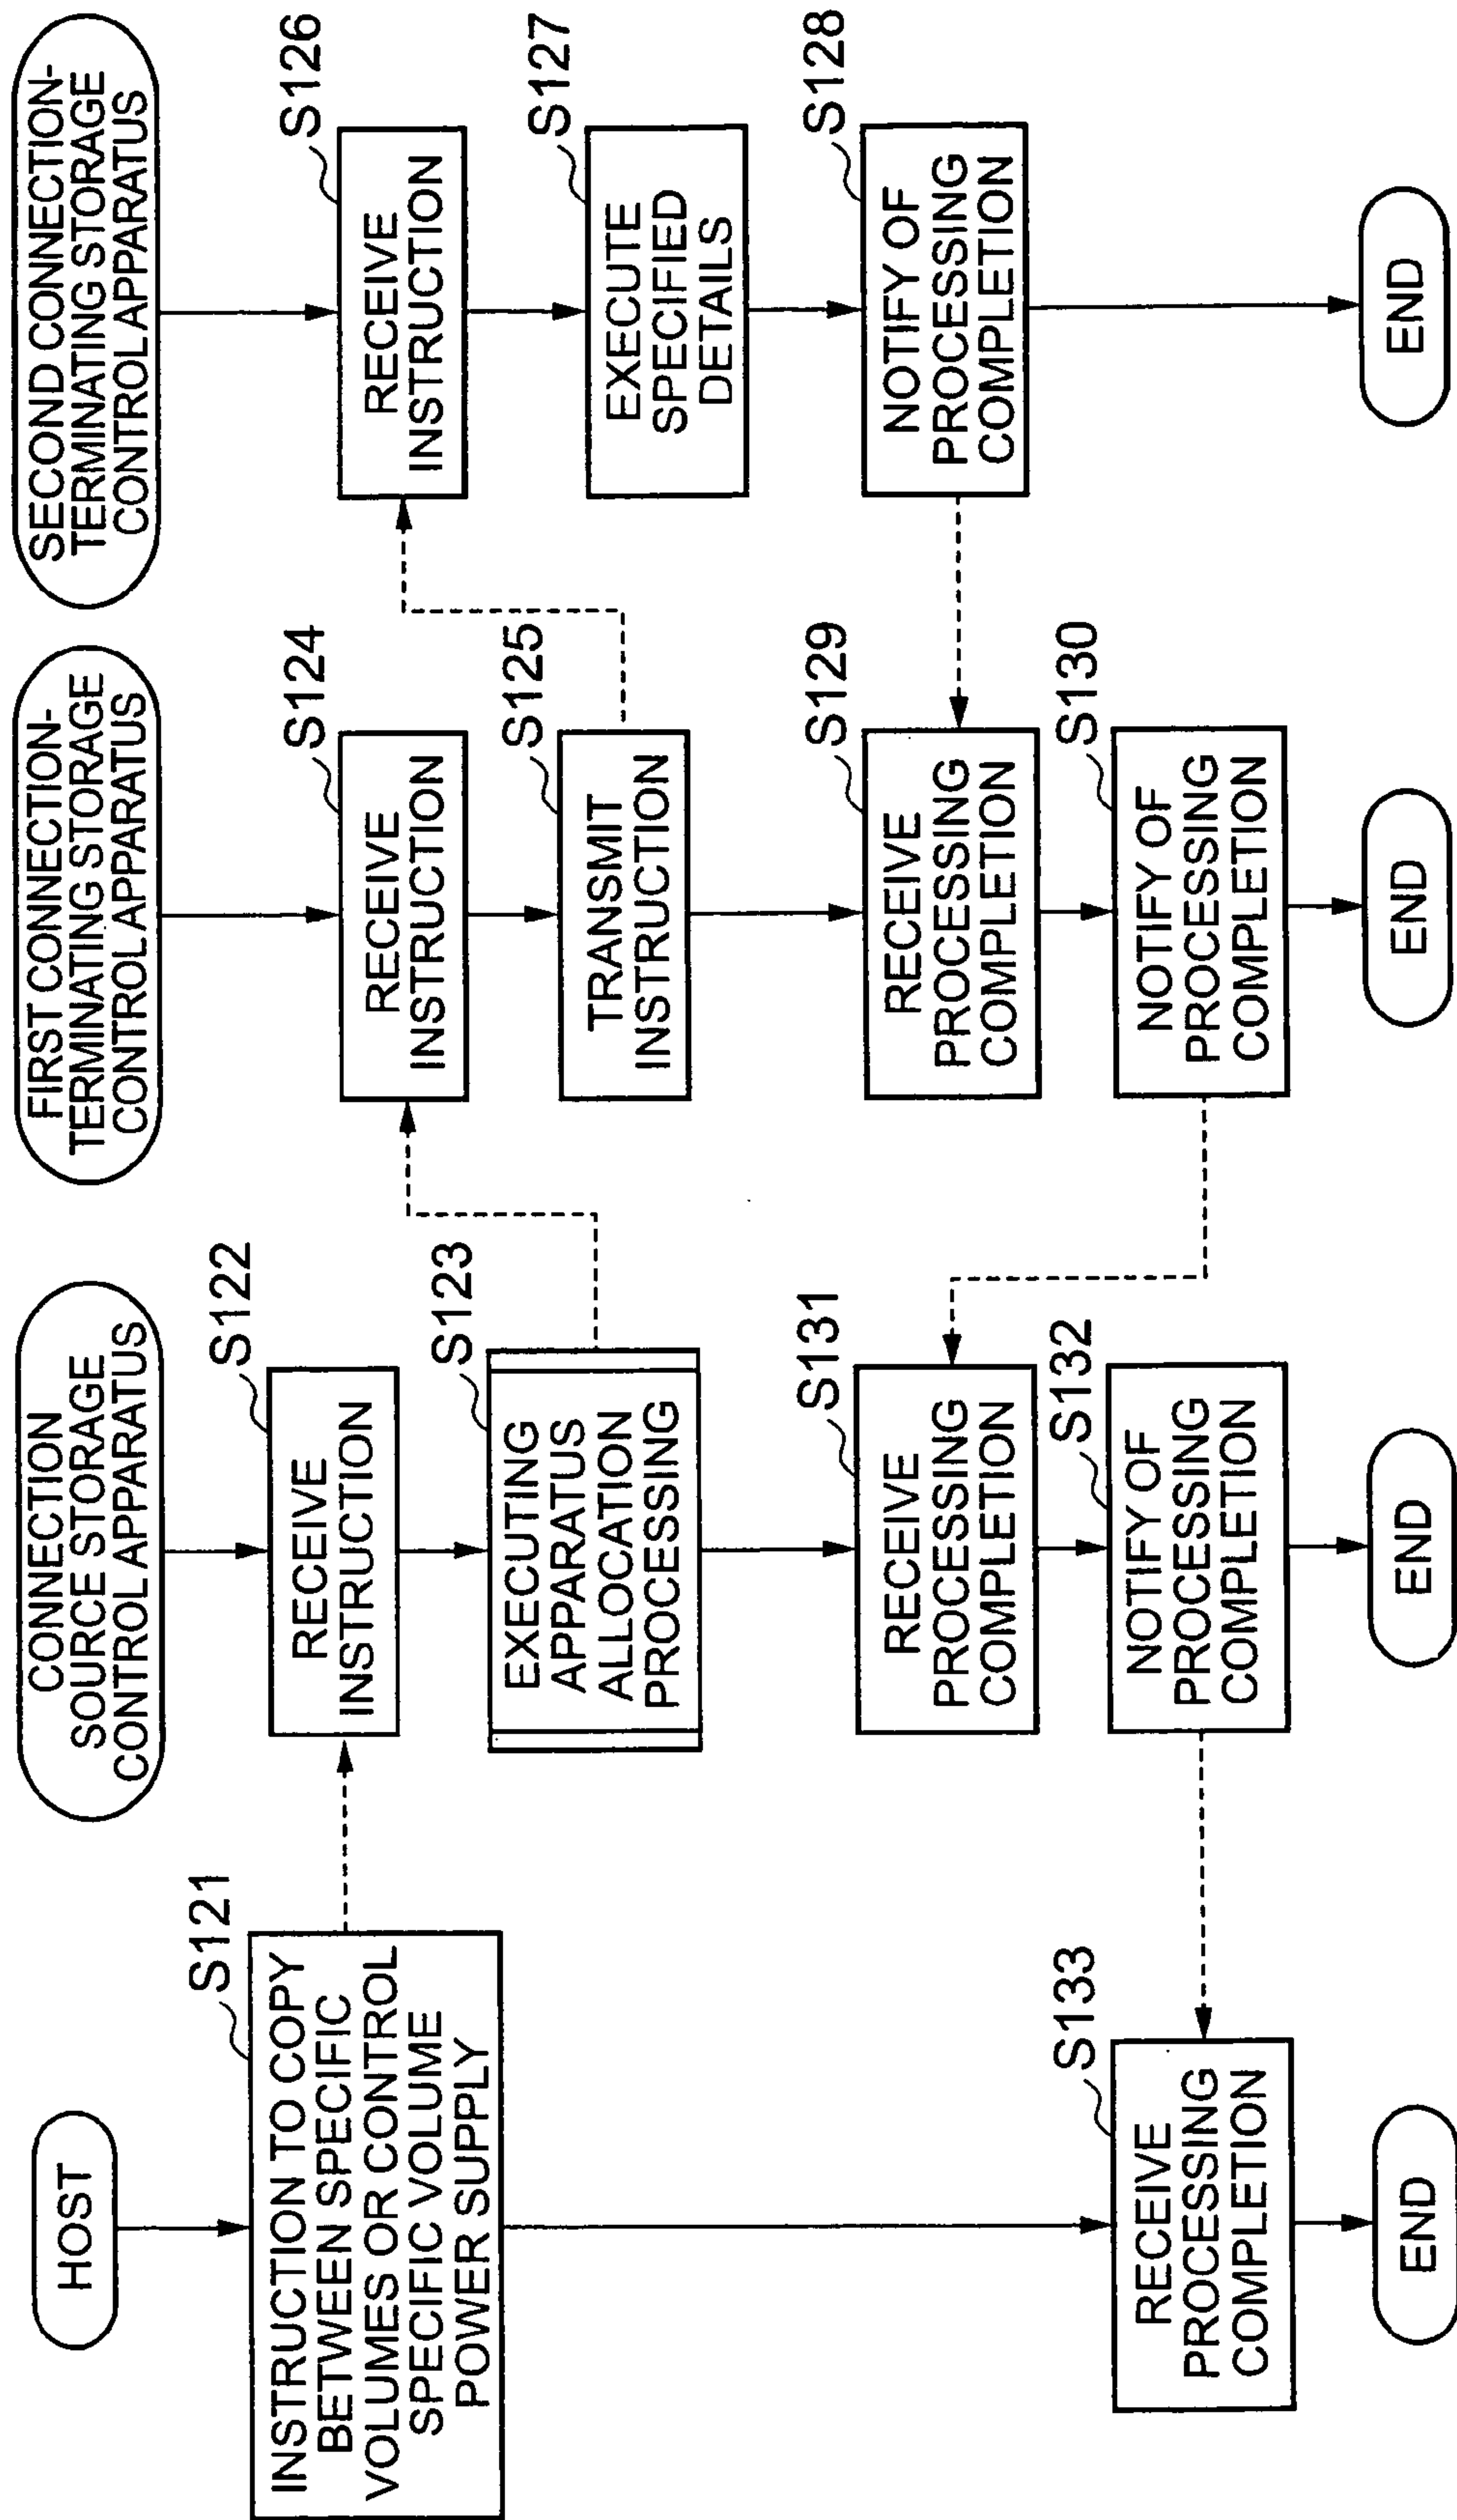 HOST
S121
INSTRUCTION TO COPY
BETWEEN SPECIFIC
VOLUMES OR CONTROL
SPECIFIC VOLUME
POWER SUPPLY
S133
RECEIVE
PROCESSING
COMPLETION
END
CONNECTION
SOURCE STORAGE
CONTROL APPARATUS
S122
RECEIVE
INSTRUCTION
S123
EXECUTING
APPARATUS
ALLOCATION
PROCESSING
S131
RECEIVE
PROCESSING
COMPLETION
S132
NOTIFY OF
PROCESSING
COMPLETION
END
FIRST CONNECTION-
TERMINATING STORAGE
CONTROL APPARATUS
S124
RECEIVE
INSTRUCTION
S125
TRANSMIT
INSTRUCTION
S129
RECEIVE
PROCESSING
COMPLETION
S130
NOTIFY OF
PROCESSING
COMPLETION
END
SECOND CONNECTION-
TERMINATING STORAGE
CONTROL APPARATUS
S126
RECEIVE
INSTRUCTION
S127
EXECUTE
SPECIFIED
DETAILS
S128
NOTIFY OF
PROCESSING
COMPLETION
END